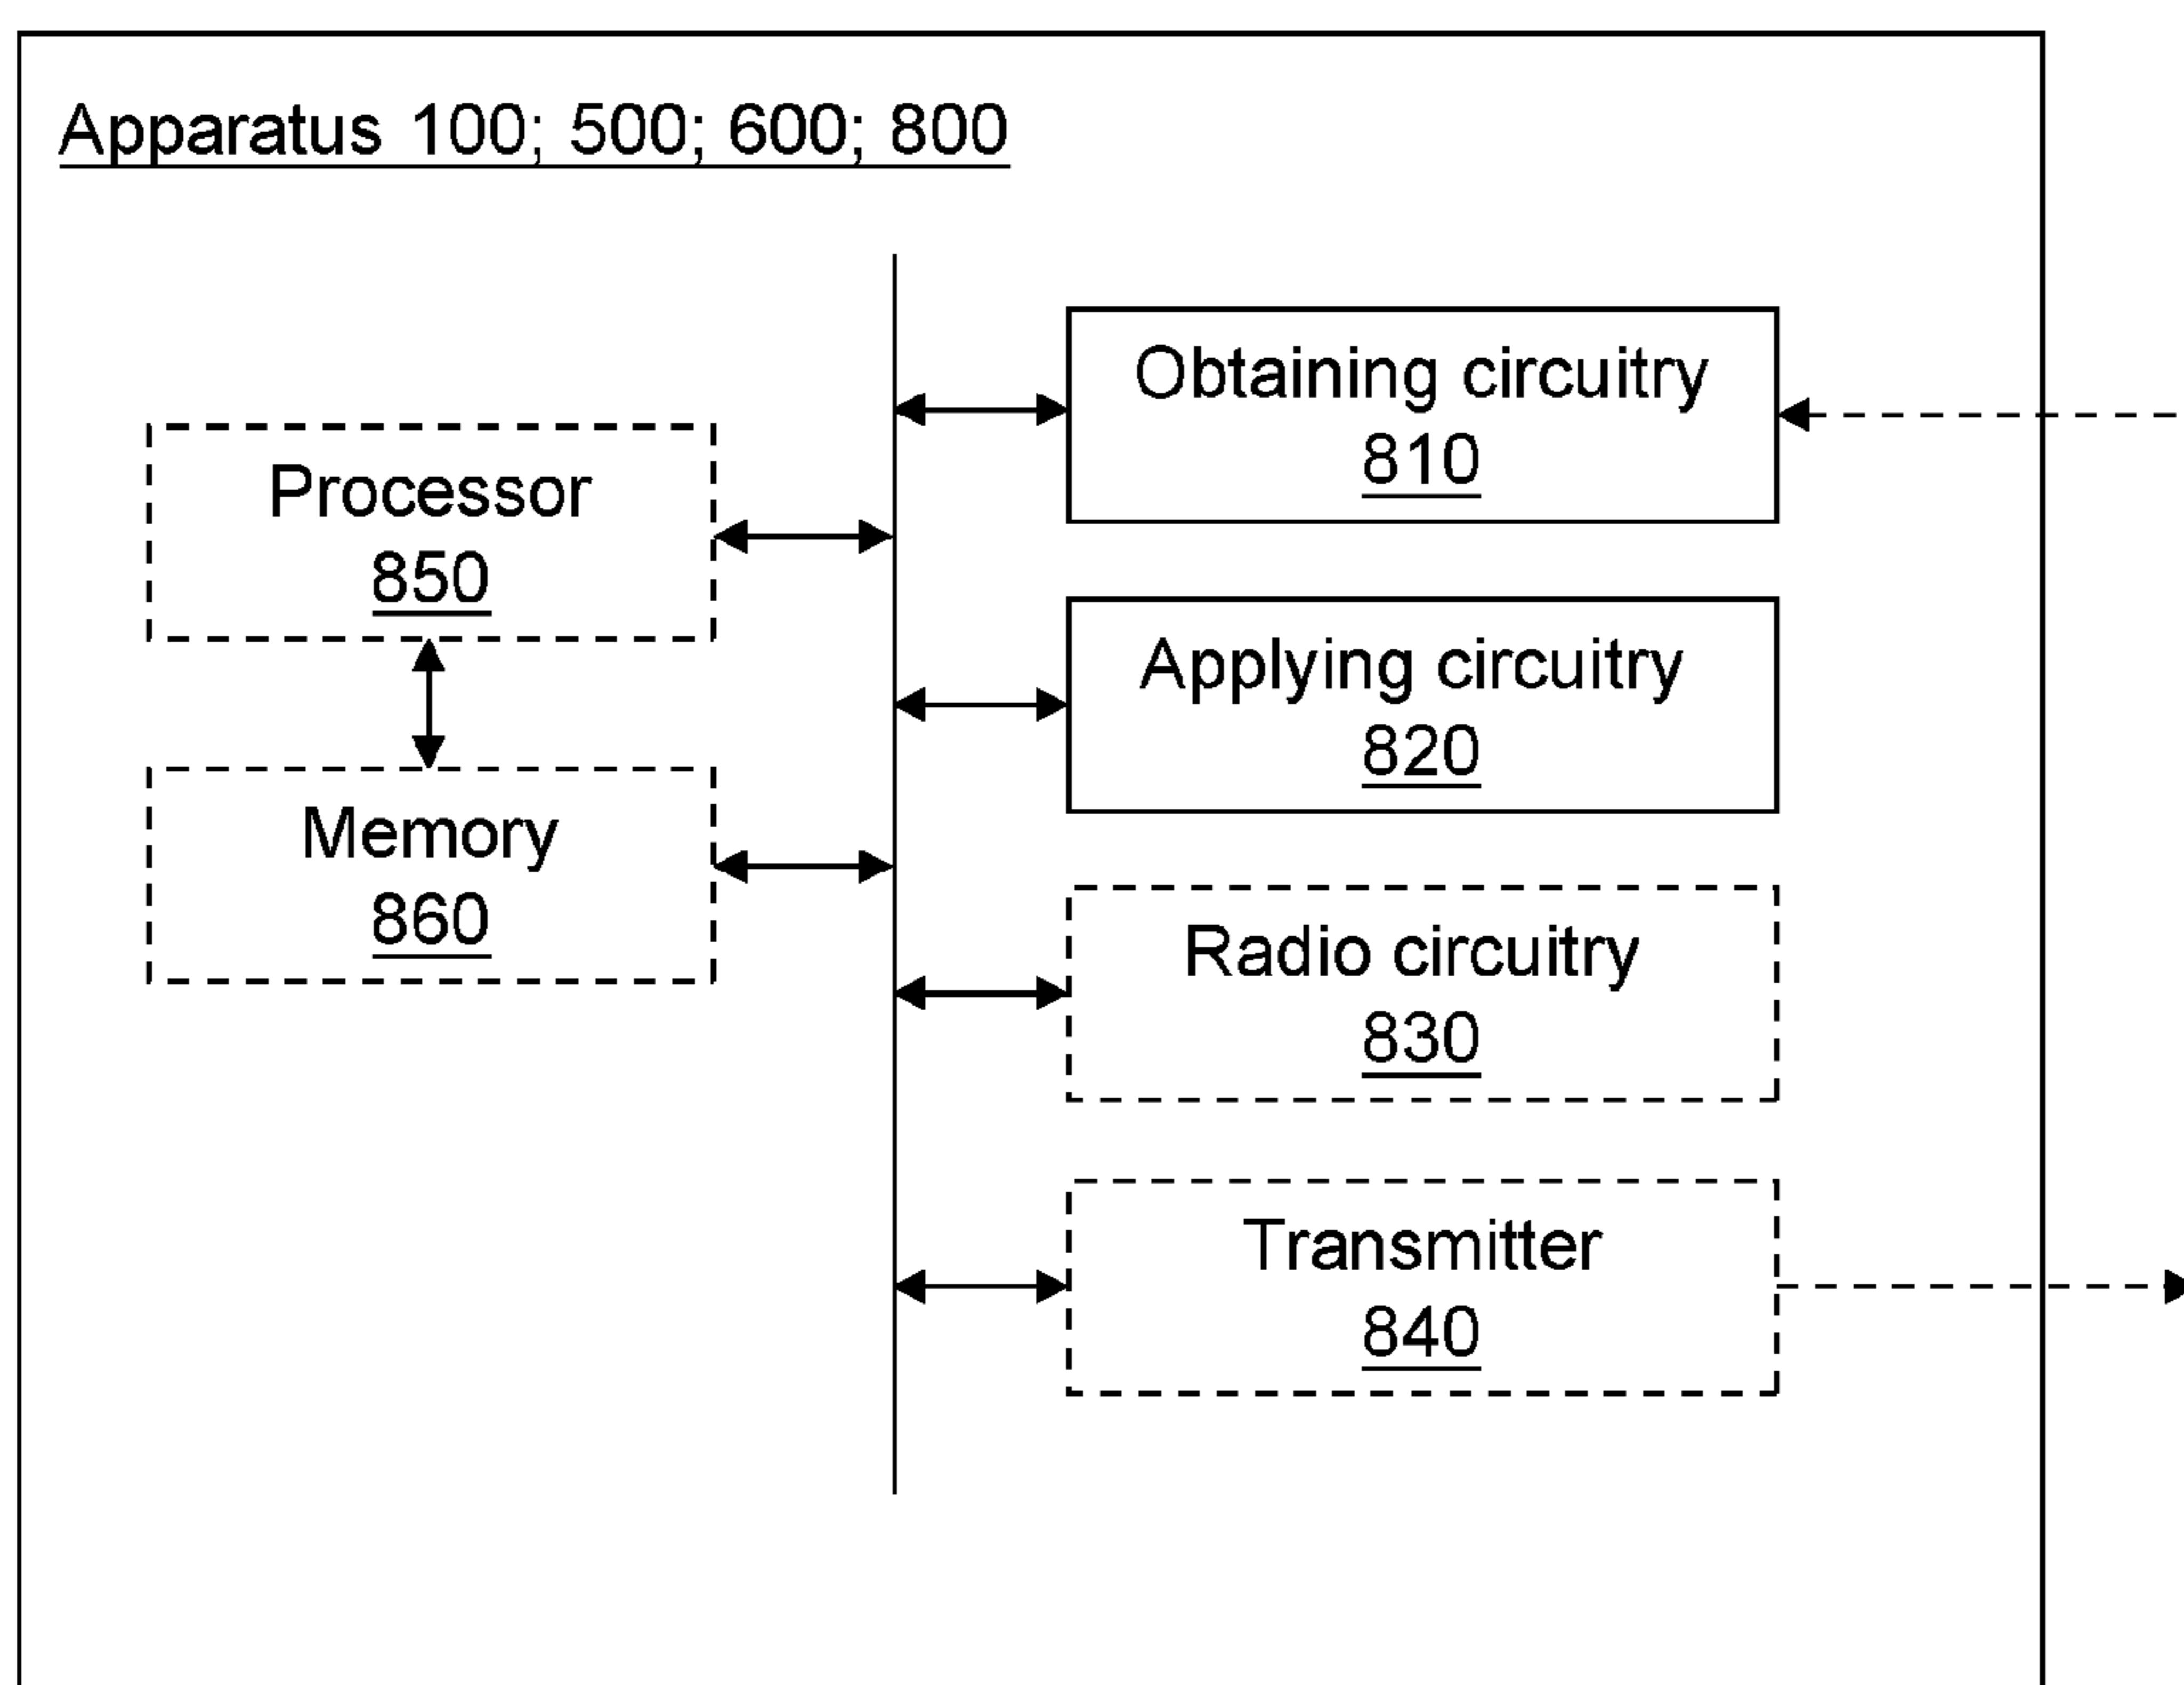 Apparatus 100; 500; 600; 800
Processor
850
Memory
860
Obtaining circuitry
810
Applying circuitry
820
Radio circuitry
830
Transmitter
840